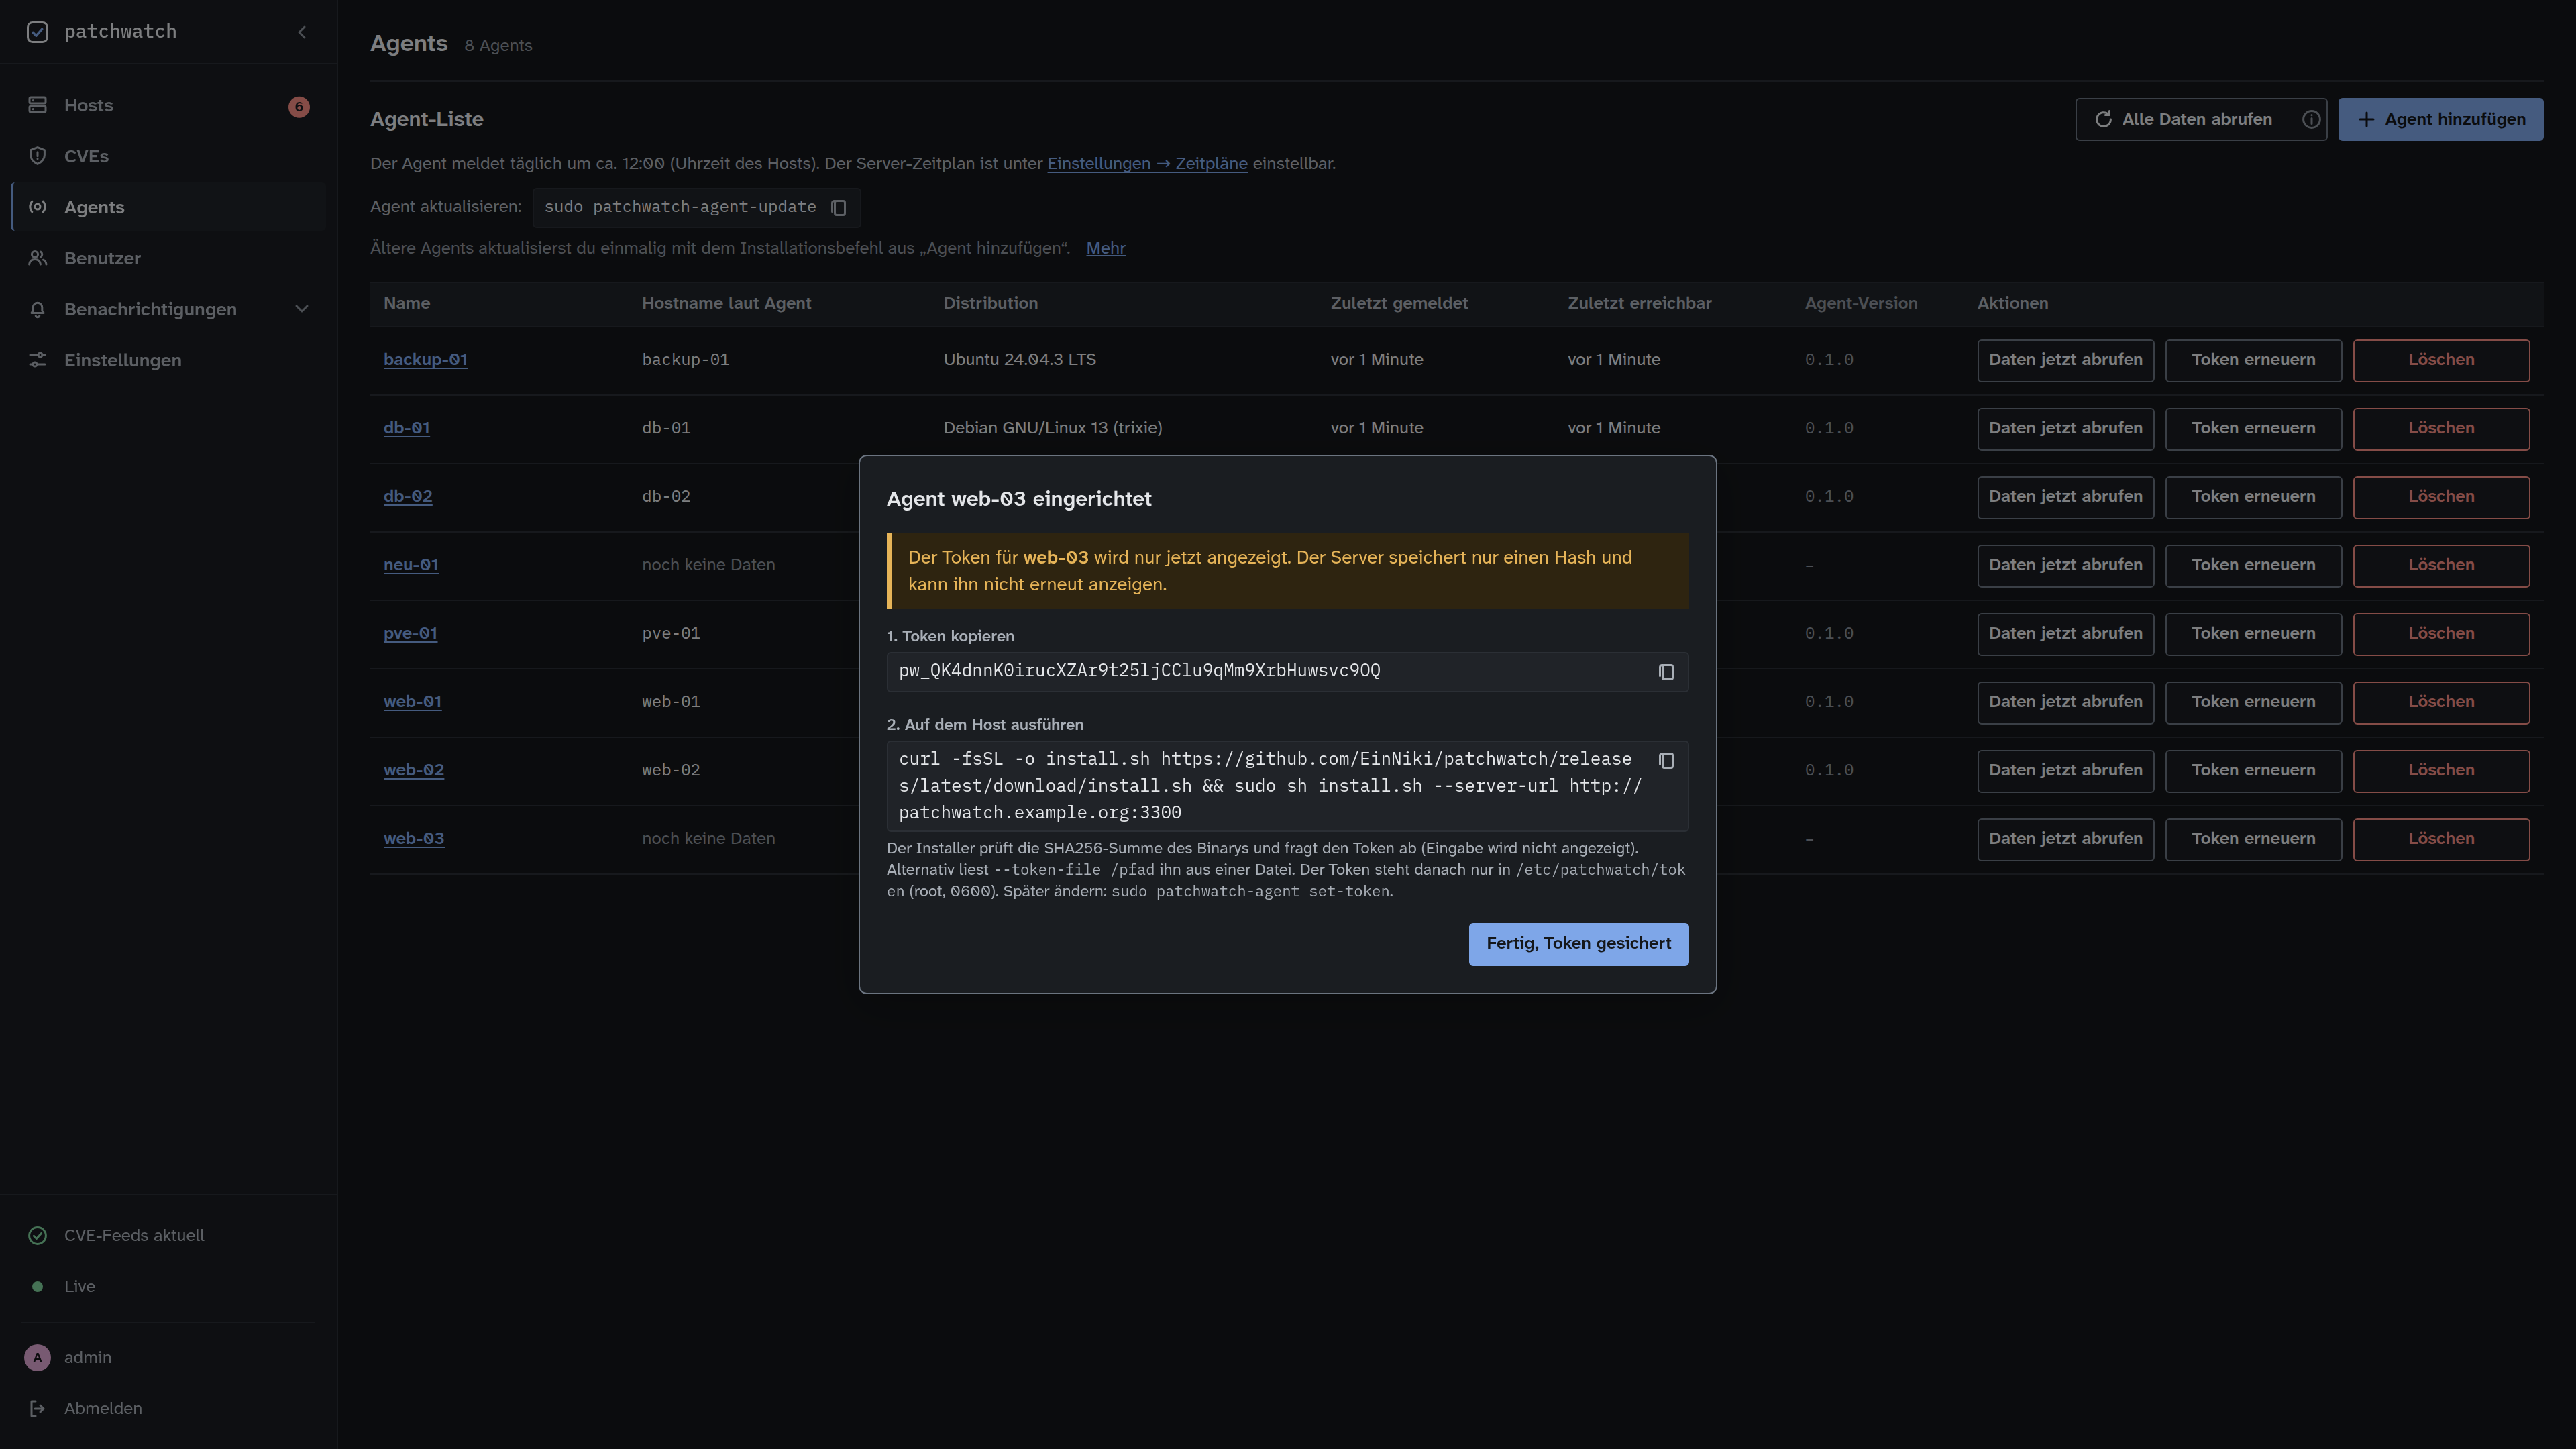 patchwatch
Hosts 6
CVEs
Agents
Benutzer
Benachrichtigungen
Einstellungen
CVE-Feeds aktuell
Live
A admin
Abmelden
Agents 8 Agents
Agent-Liste
Alle Daten abrufen
Agent hinzufügen
Der Agent meldet täglich um ca. 12:00 (Uhrzeit des Hosts). Der Server-Zeitplan ist unter Einstellungen → Zeitpläne einstellbar.
Agent aktualisieren: sudo patchwatch-agent-update
Ältere Agents aktualisierst du einmalig mit dem Installationsbefehl aus „Agent hinzufügen“. Mehr
Name Hostname laut Agent Distribution Zuletzt gemeldet Zuletzt erreichbar Agent-Version Aktionen
backup-01 backup-01 Ubuntu 24.04.3 LTS vor 1 Minute vor 1 Minute 0.1.0 Daten jetzt abrufen Token erneuern Löschen
db-01 db-01 Debian GNU/Linux 13 (trixie) vor 1 Minute vor 1 Minute 0.1.0 Daten jetzt abrufen Token erneuern Löschen
db-02 db-02 0.1.0 Daten jetzt abrufen Token erneuern Löschen
neu-01 noch keine Daten – Daten jetzt abrufen Token erneuern Löschen
pve-01 pve-01 0.1.0 Daten jetzt abrufen Token erneuern Löschen
web-01 web-01 0.1.0 Daten jetzt abrufen Token erneuern Löschen
web-02 web-02 0.1.0 Daten jetzt abrufen Token erneuern Löschen
web-03 noch keine Daten – Daten jetzt abrufen Token erneuern Löschen
Agent web-03 eingerichtet
Der Token für web-03 wird nur jetzt angezeigt. Der Server speichert nur einen Hash und
kann ihn nicht erneut anzeigen.
1. Token kopieren
pw_QK4dnnK0irucXZAr9t25ljCClu9qMm9XrbHuwsvc9OQ
2. Auf dem Host ausführen
curl -fsSL -o install.sh https://github.com/EinNiki/patchwatch/release
s/latest/download/install.sh && sudo sh install.sh --server-url http://
patchwatch.example.org:3300
Der Installer prüft die SHA256-Summe des Binarys und fragt den Token ab (Eingabe wird nicht angezeigt).
Alternativ liest --token-file /pfad ihn aus einer Datei. Der Token steht danach nur in /etc/patchwatch/tok
en (root, 0600). Später ändern: sudo patchwatch-agent set-token.
Fertig, Token gesichert